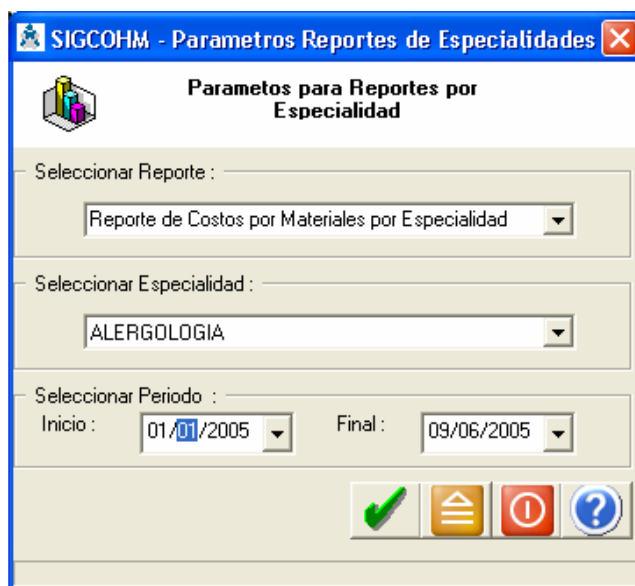 SIGCOHM - Parametros Reportes de Especialidades
Parametos para Reportes por
Especialidad
Seleccionar Reporte :
Reporte de Costos por Materiales por Especialidad
Seleccionar Especialidad :
ALERGOLOGIA
Seleccionar Periodo :
Inicio : 01/01/2005 Final : 09/06/2005